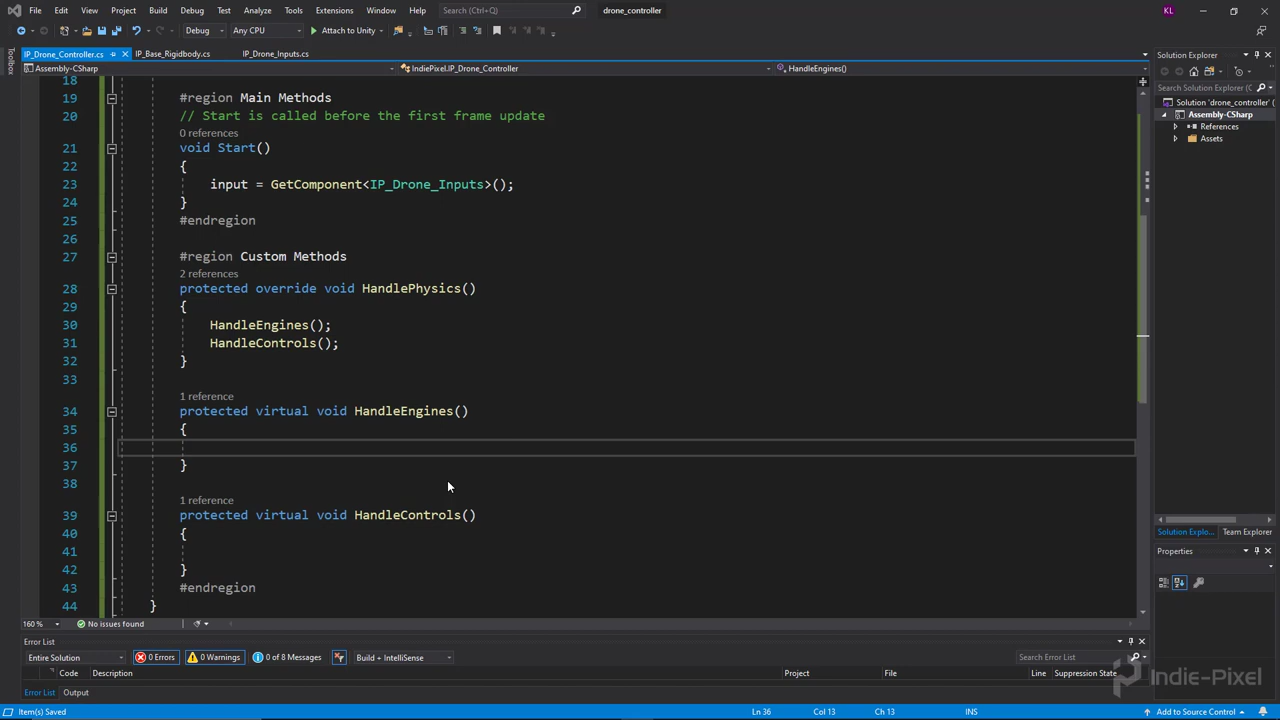 File Edit View Project Build Debug Test Analyze Tools Extensions Window Help Search (Ctrl+Q) drone_controller KL
Debug Any CPU Attach to Unity
Toolbox
IP_Drone_Controller.cs IP_Base_Rigidbody.cs IP_Drone_Inputs.cs
Assembly-CSharp IndiePixel.IP_Drone_Controller HandleEngines()
18
19 #region Main Methods
20 // Start is called before the first frame update
0 references
21 void Start()
22 {
23 input = GetComponent<IP_Drone_Inputs>();
24 }
25 #endregion
26
27 #region Custom Methods
2 references
28 protected override void HandlePhysics()
29 {
30 HandleEngines();
31 HandleControls();
32 }
33
1 reference
34 protected virtual void HandleEngines()
35 {
36
37 }
38
1 reference
39 protected virtual void HandleControls()
40 {
41
42 }
43 #endregion
44 }
160 % No issues found
Solution Explorer
Search Solution Explorer (
Solution 'drone_controller' (
Assembly-CSharp
References
Assets
Solution Explo... Team Explorer
Properties
Error List
Entire Solution 0 Errors 0 Warnings 0 of 8 Messages Build + IntelliSense Search Error List
Code Description Project File Line Suppression State
Error List Output
Indie-Pixel
Item(s) Saved Ln 36 Col 13 Ch 13 INS Add to Source Control